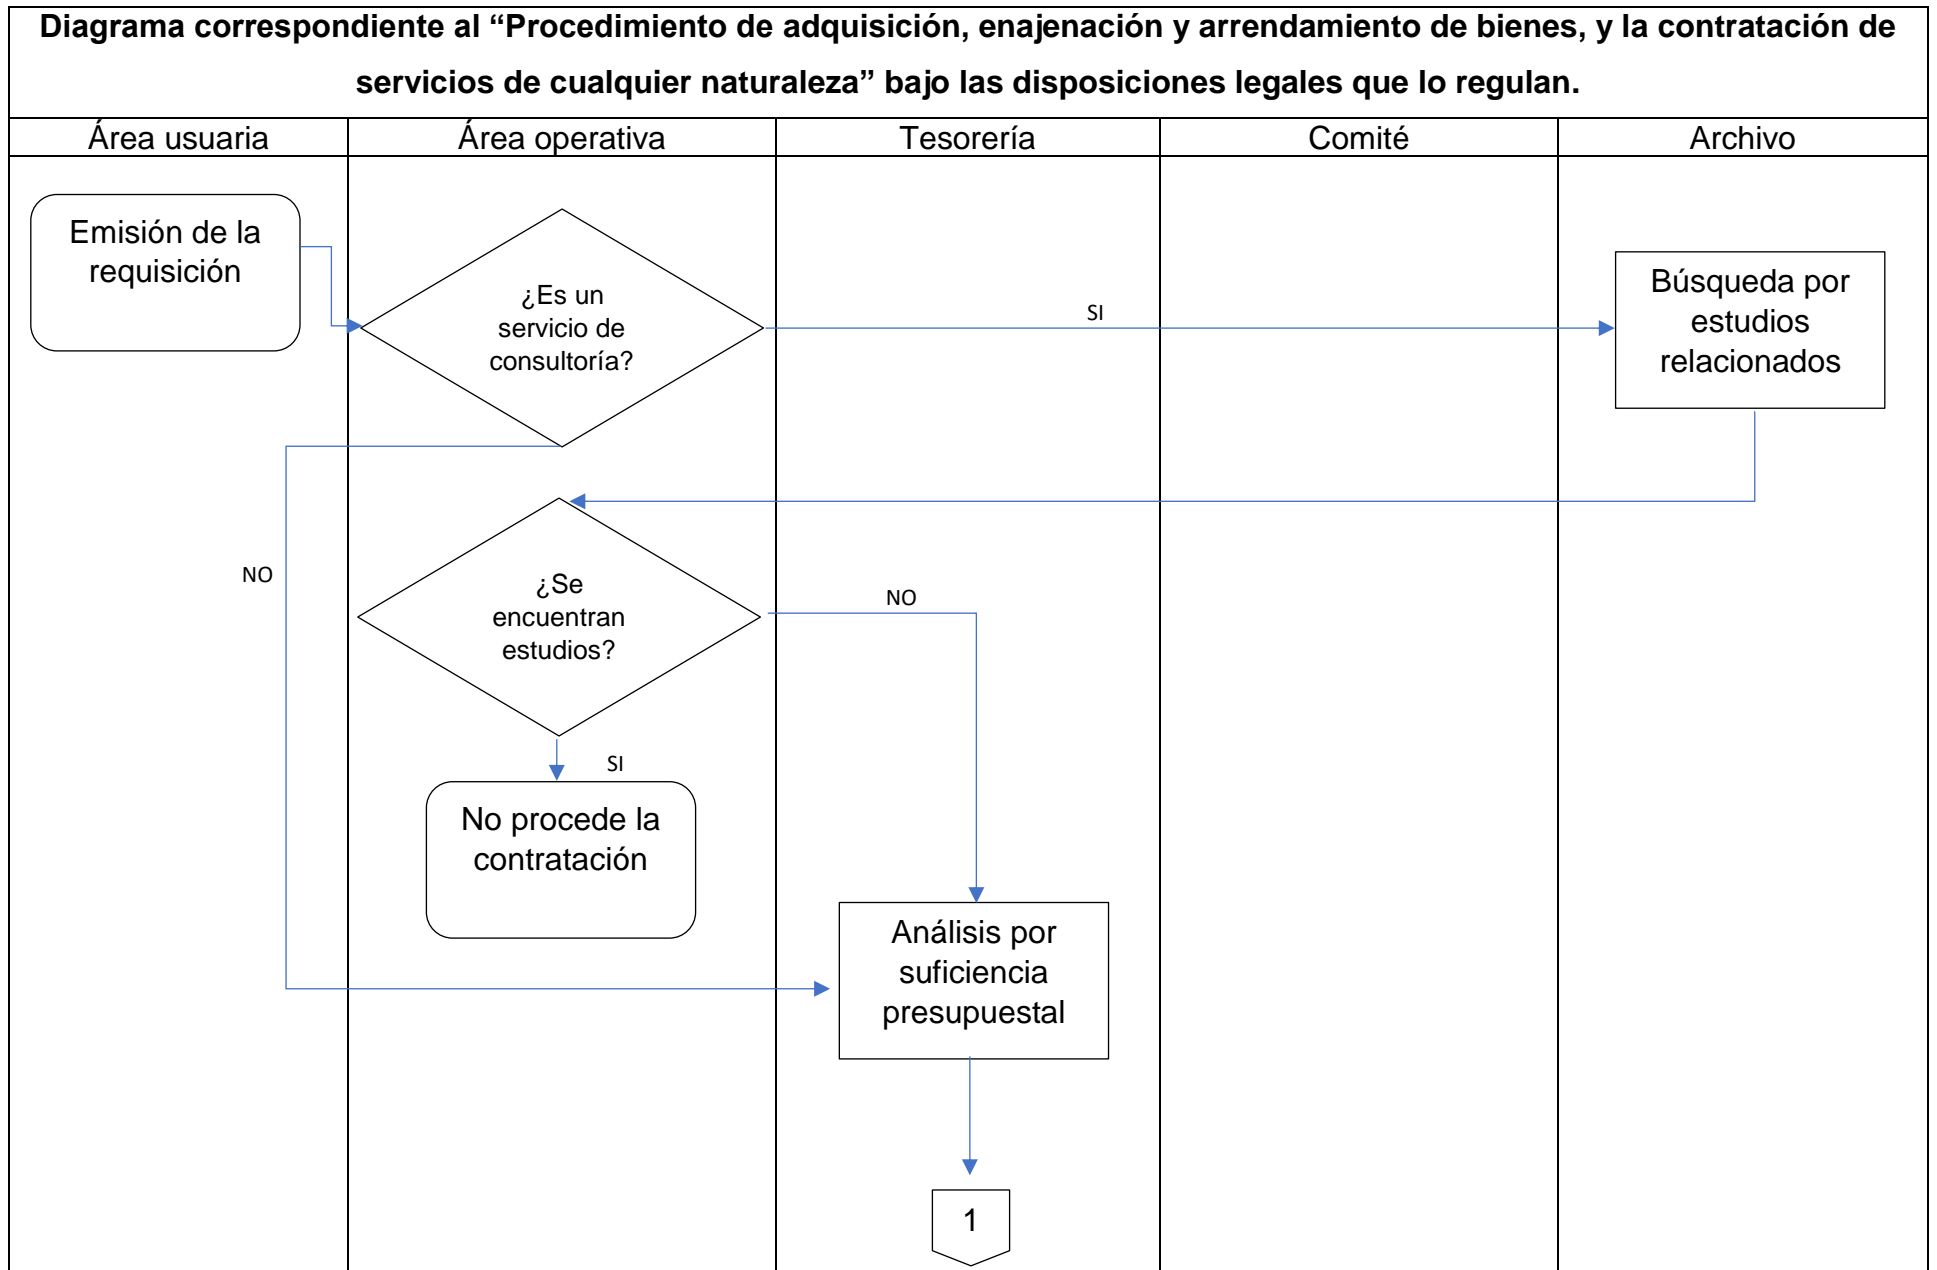 Diagrama correspondiente al “Procedimiento de adquisición, enajenación y arrendamiento de bienes, y la contratación de
servicios de cualquier naturaleza” bajo las disposiciones legales que lo regulan.
Área usuaria
Área operativa
Tesorería
Comité
Archivo
Emisión de la
requisición
¿Es un
servicio de
consultoría?
SI
Búsqueda por
estudios
relacionados
NO
¿Se
encuentran
estudios?
NO
SI
No procede la
contratación
Análisis por
suficiencia
presupuestal
1